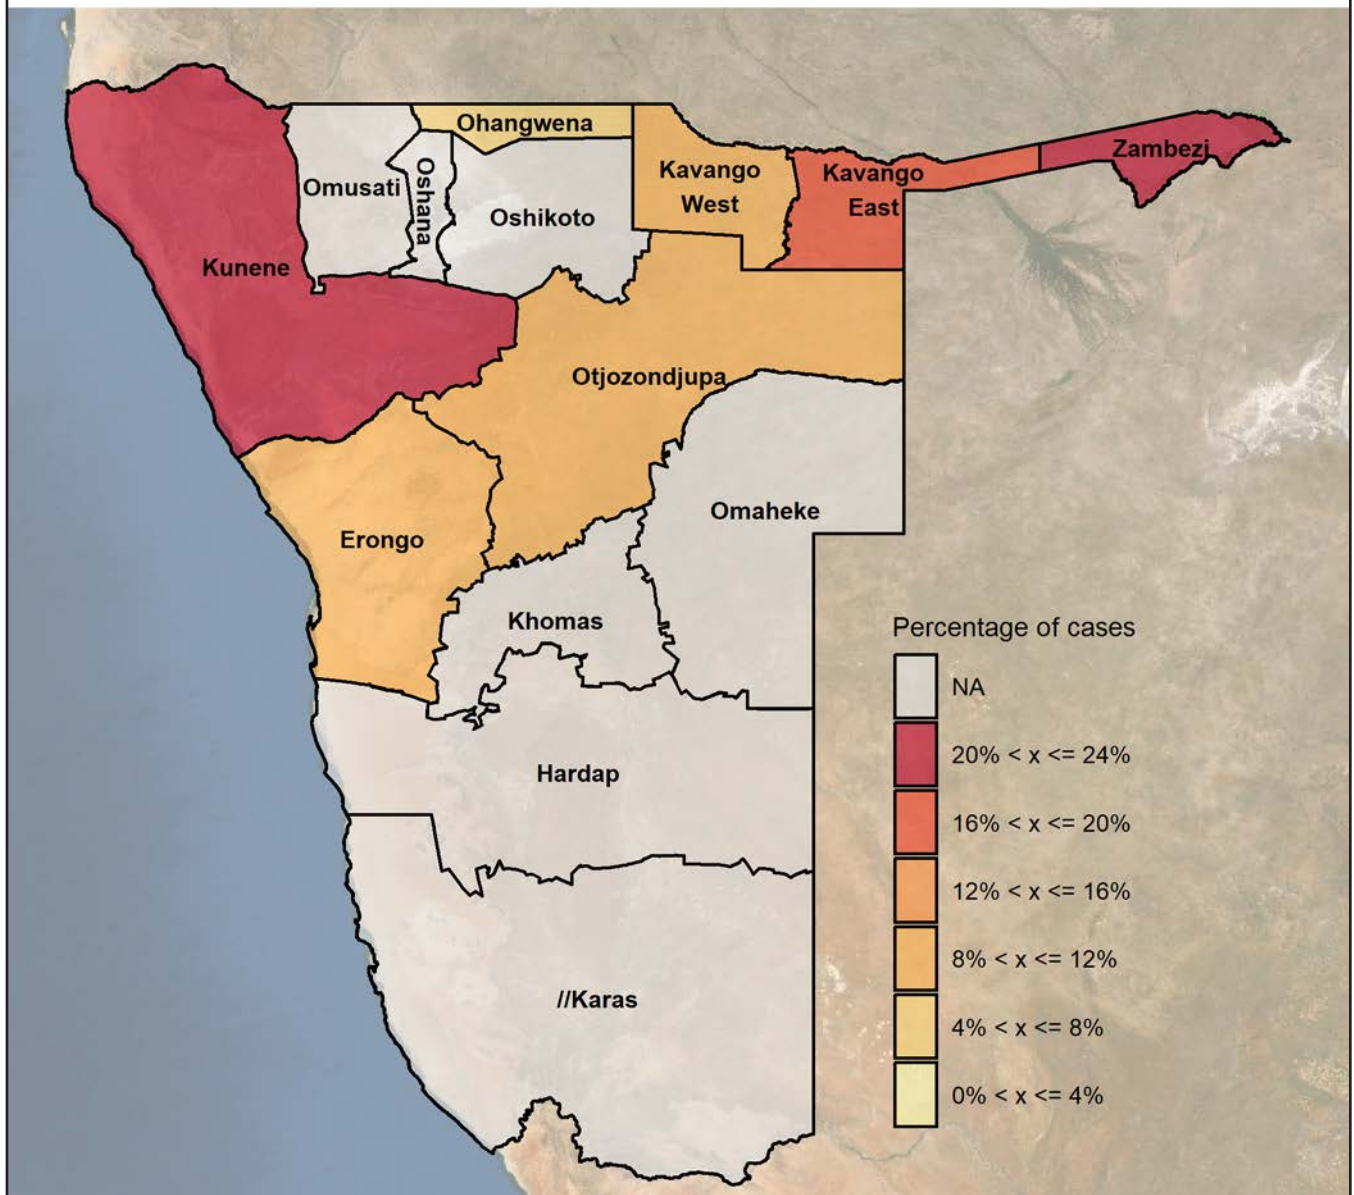 Ohangwena
Zambezi
Kavango
West
Kavango
East
Omusati
Oshana
Oshikoto
Kunene
Otjozondjupa
Omaheke
Erongo
Khomas
Hardap
//Karas
Percentage of cases
NA
20% < x <= 24%
16% < x <= 20%
12% < x <= 16%
8% < x <= 12%
4% < x <= 8%
0% < x <= 4%